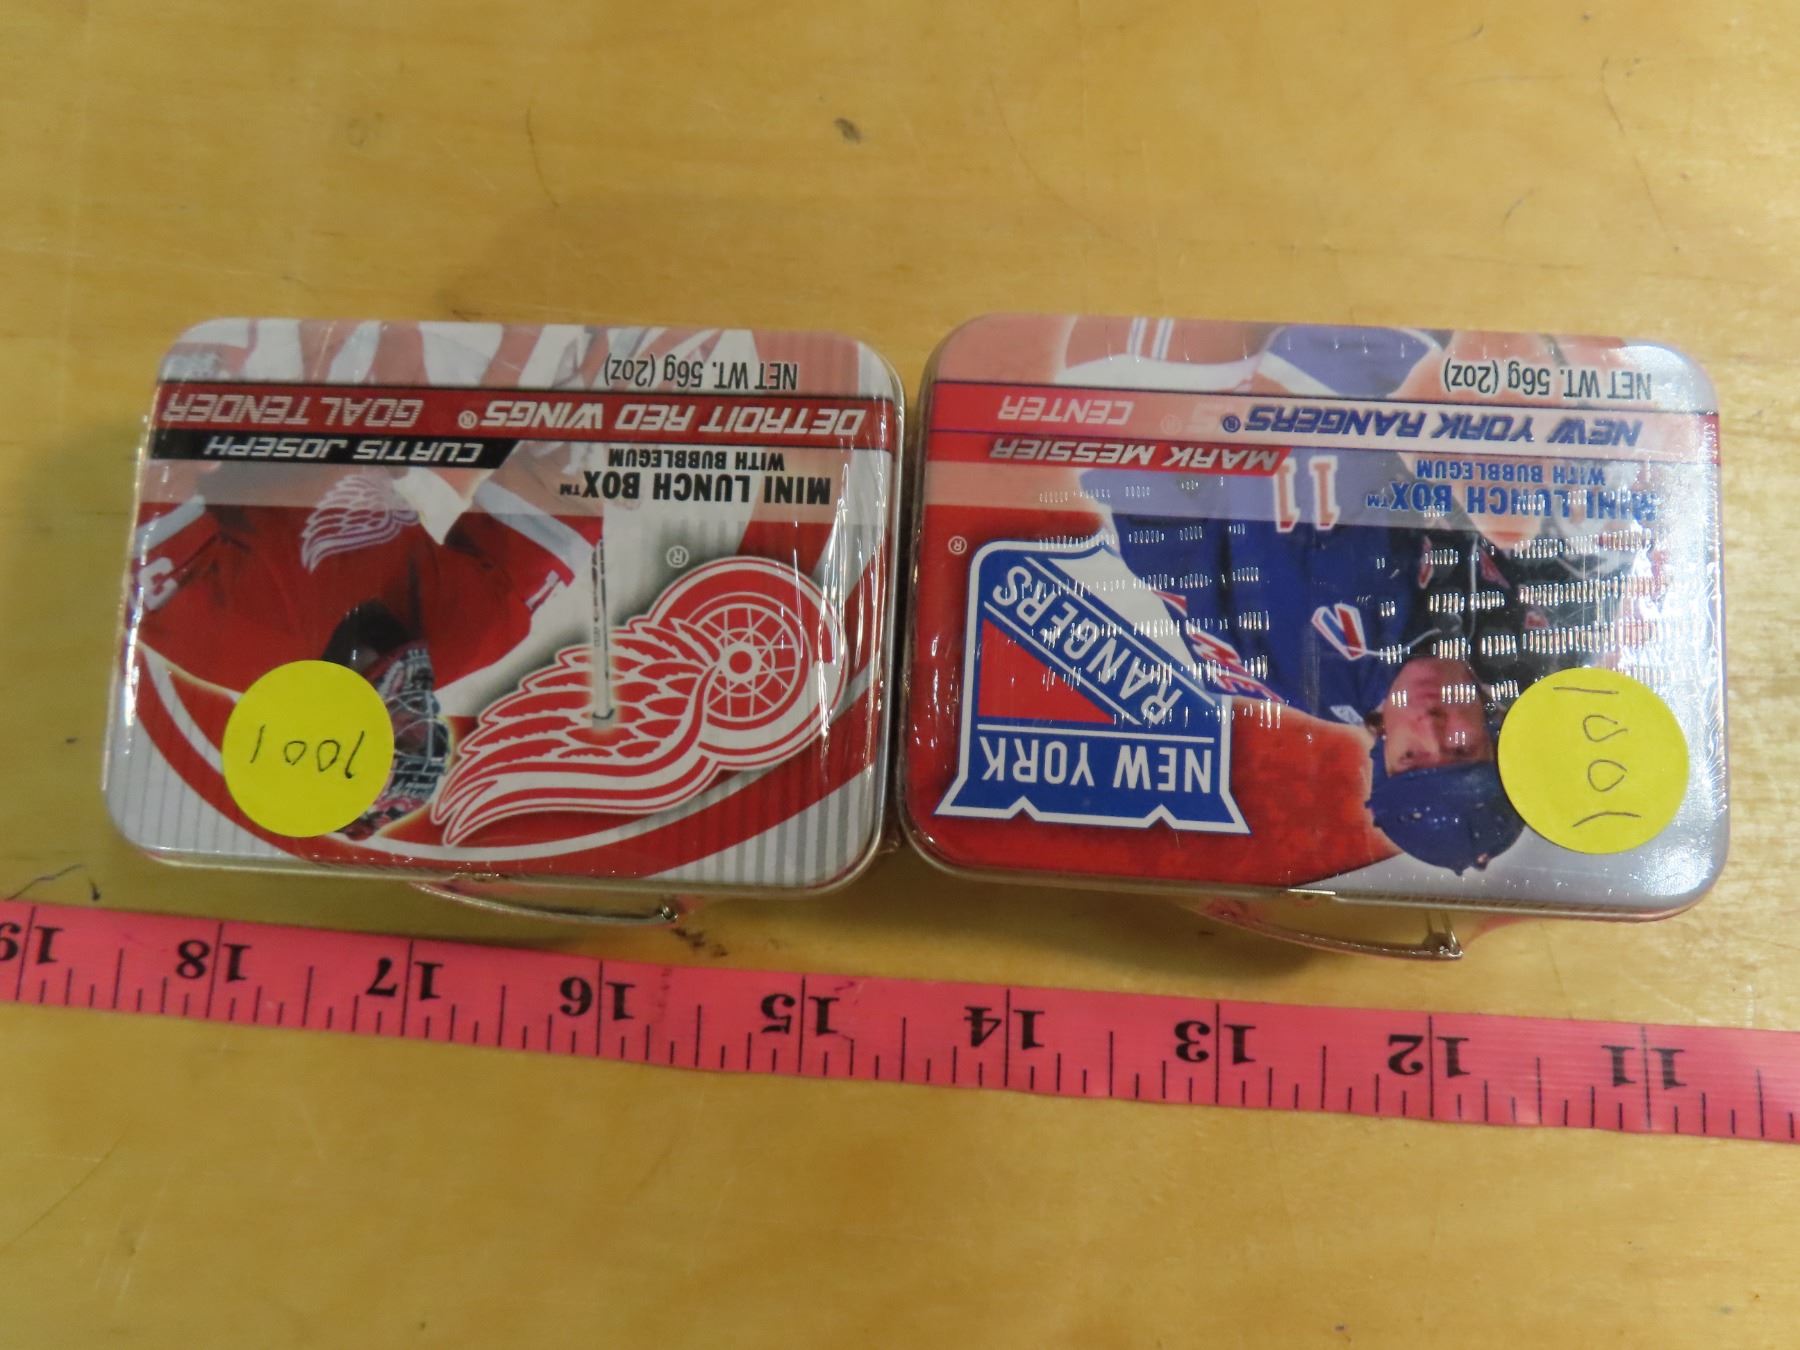 NEW YORK
RANGERS
®
MINI LUNCH BOX™
WITH BUBBLEGUM
11
MARK MESSIER
NEW YORK RANGERS®
CENTER
NET WT. 56g (2oz)
1001
®
MINI LUNCH BOX™
WITH BUBBLEGUM
CURTIS JOSEPH
DETROIT RED WINGS®
GOAL TENDER
NET WT. 56g (2oz)
1001
11 12 13 14 15 16 17 18 19